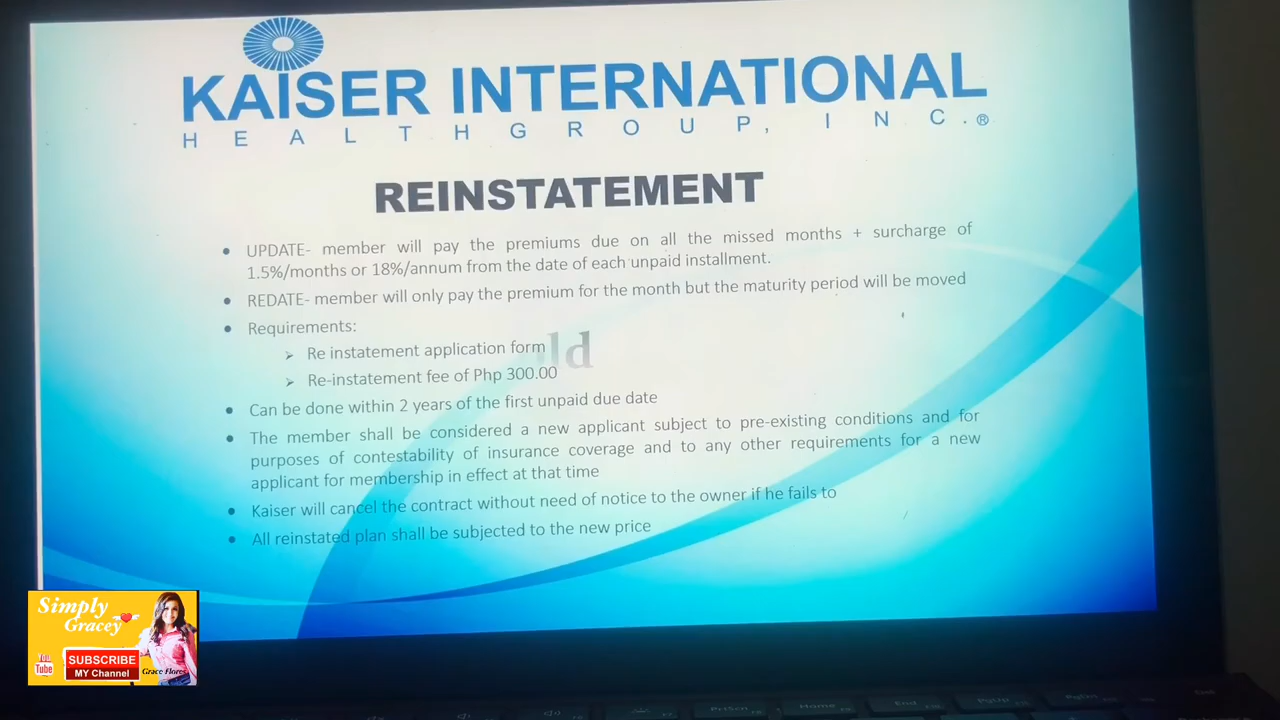 KAISER INTERNATIONAL
HEALTHGROUP, INC.®
REINSTATEMENT
• UPDATE- member will pay the premiums due on all the missed months + surcharge of
1.5%/months or 18%/annum from the date of each unpaid installment.
• REDATE- member will only pay the premium for the month but the maturity period will be moved
• Requirements:
➢ Re instatement application form
➢ Re-instatement fee of Php 300.00
• Can be done within 2 years of the first unpaid due date
• The member shall be considered a new applicant subject to pre-existing conditions and for
purposes of contestability of insurance coverage and to any other requirements for a new
applicant for membership in effect at that time
• Kaiser will cancel the contract without need of notice to the owner if he fails to
• All reinstated plan shall be subjected to the new price
Simply
Gracey
You
Tube
SUBSCRIBE
MY Channel
Grace Flores
PrtScn
Home
End
PgUp
PgDn